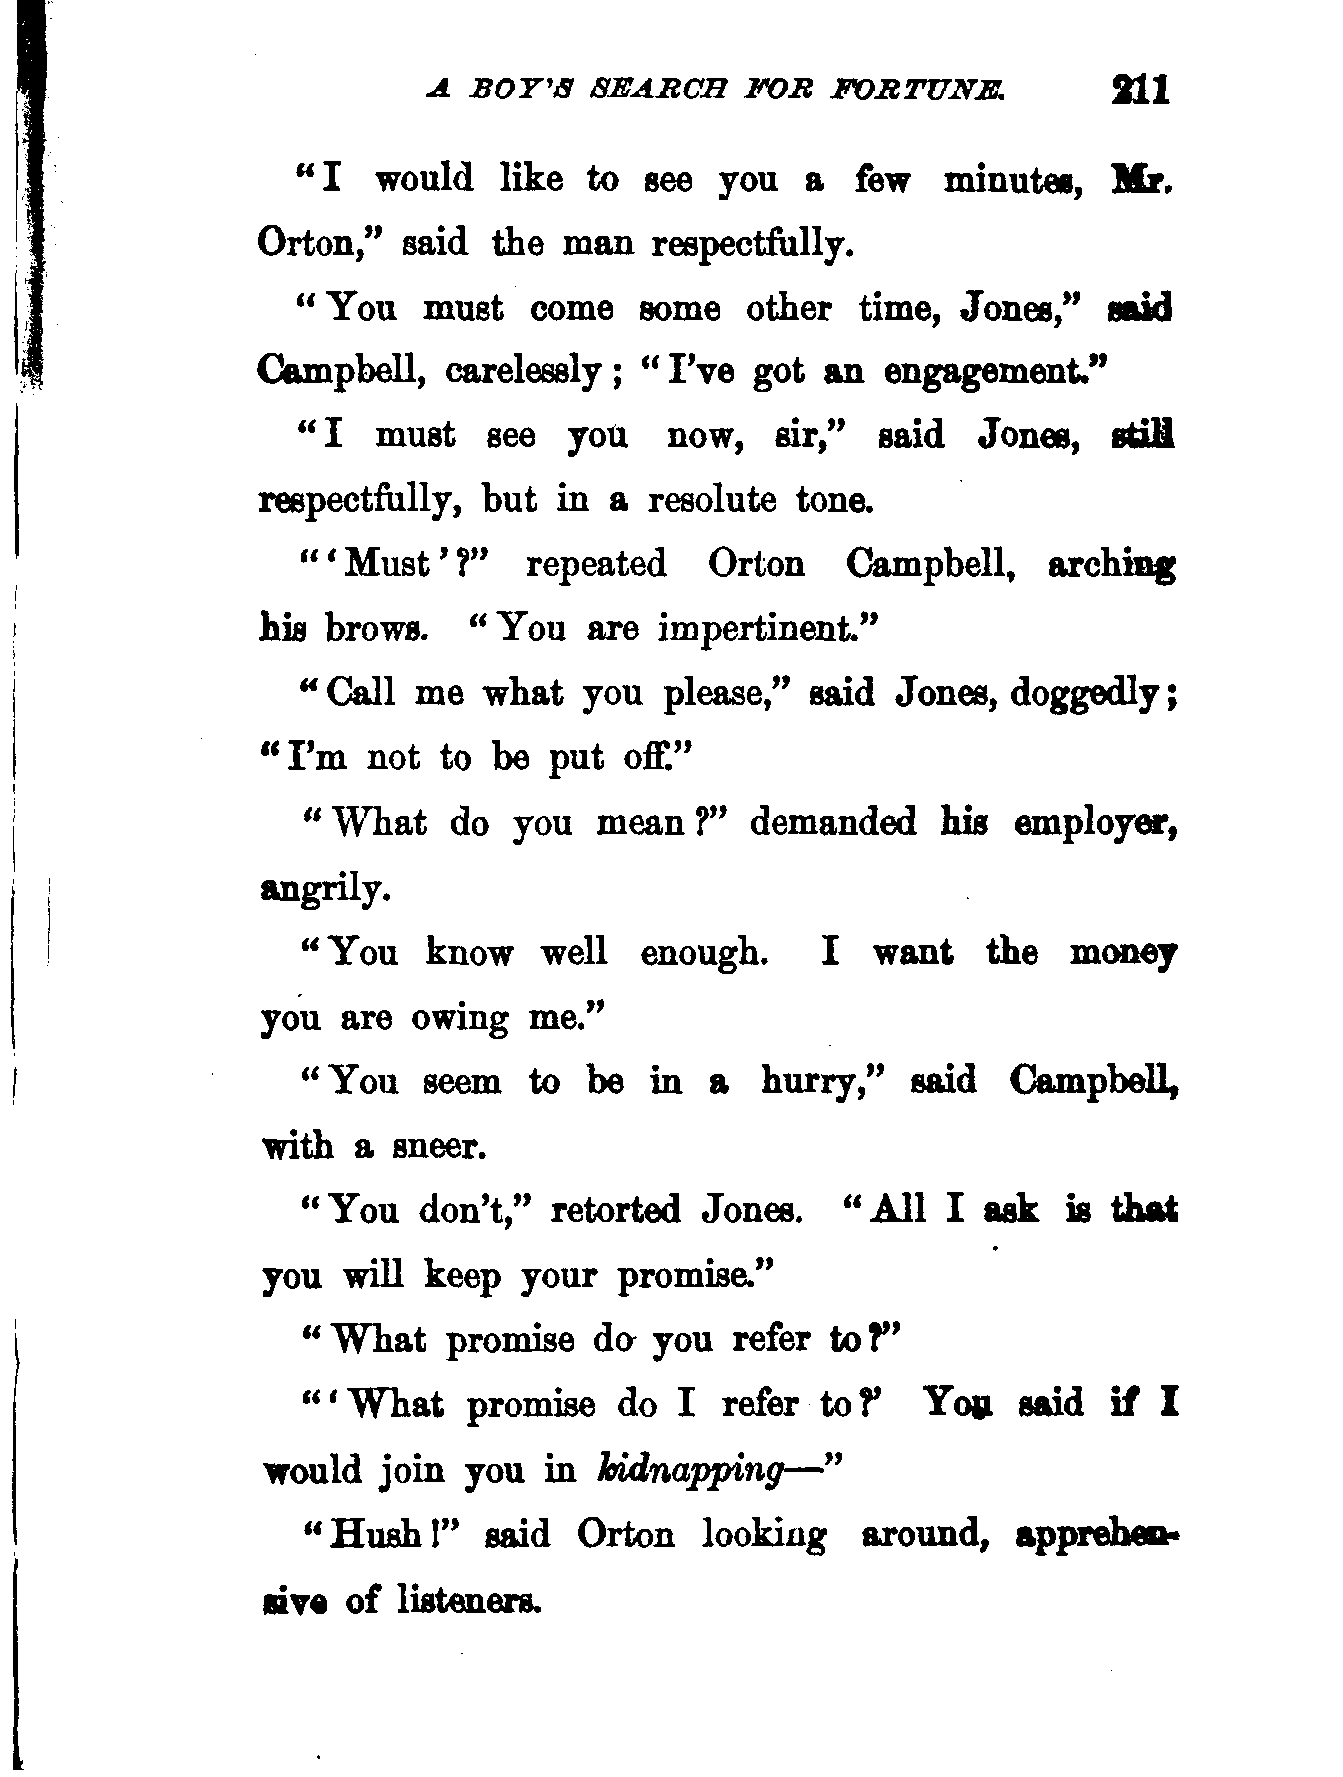 A BOY'S SEARCH FOR FORTUNE. 211
"I would like to see you a few minutes, Mr.
Orton," said the man respectfully.
"You must come some other time, Jones," said
Campbell, carelessly; "I've got an engagement."
"I must see you now, sir," said Jones, still
respectfully, but in a resolute tone.
"'Must'?" repeated Orton Campbell, arching
his brows. "You are impertinent."
"Call me what you please," said Jones, doggedly;
"I'm not to be put off."
"What do you mean?" demanded his employer,
angrily.
"You know well enough. I want the money
you are owing me."
"You seem to be in a hurry," said Campbell,
with a sneer.
"You don't," retorted Jones. "All I ask is that
you will keep your promise."
"What promise do you refer to?"
"'What promise do I refer to?' You said if I
would join you in kidnapping—"
"Hush!" said Orton looking around, apprehen-
sive of listeners.